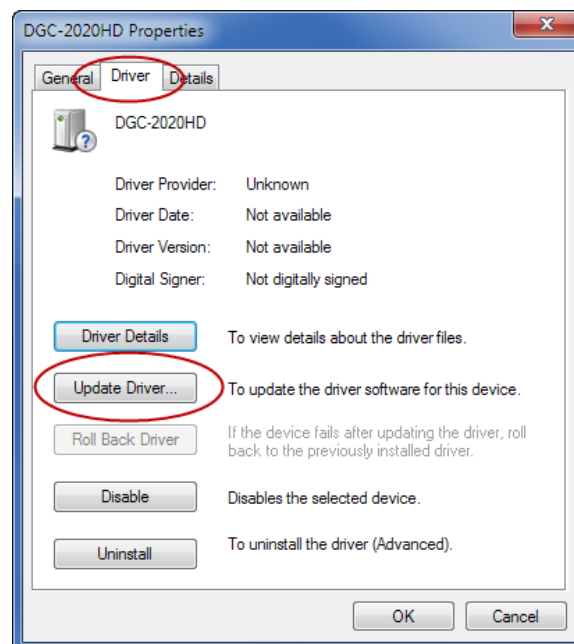 DGC-2020HD Properties
General Driver Details
DGC-2020HD
Driver Provider: Unknown
Driver Date: Not available
Driver Version: Not available
Digital Signer: Not digitally signed
Driver Details To view details about the driver files.
Update Driver... To update the driver software for this device.
Roll Back Driver If the device fails after updating the driver, roll
back to the previously installed driver.
Disable Disables the selected device.
Uninstall To uninstall the driver (Advanced).
OK Cancel